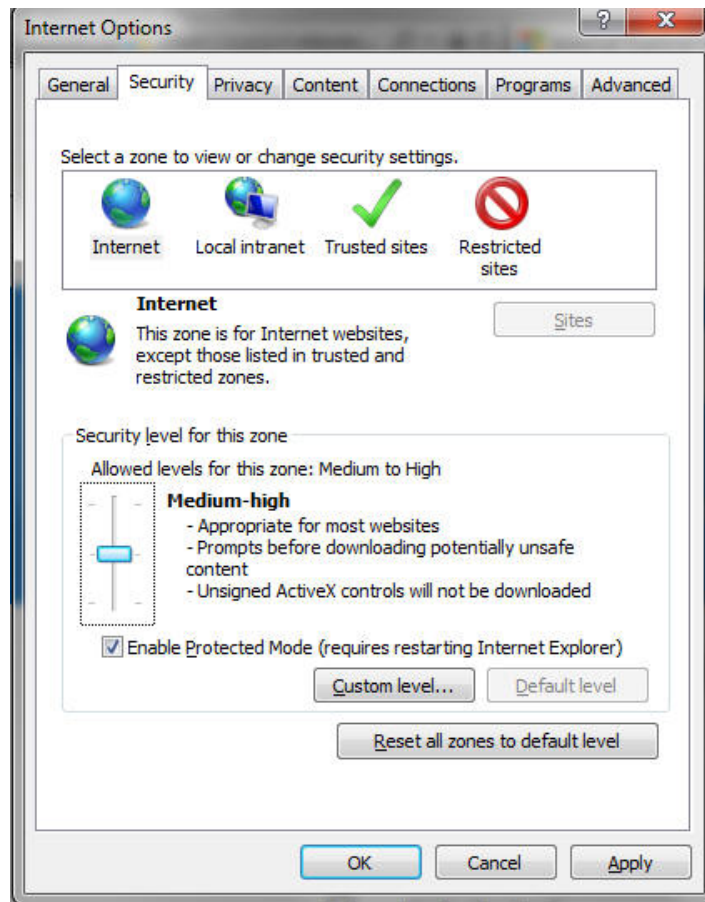 Internet Options
General Security Privacy Content Connections Programs Advanced
Select a zone to view or change security settings.
Internet Local intranet Trusted sites Restricted
sites
Internet
Sites
This zone is for Internet websites,
except those listed in trusted and
restricted zones.
Security level for this zone
Allowed levels for this zone: Medium to High
Medium-high
- Appropriate for most websites
- Prompts before downloading potentially unsafe
content
- Unsigned ActiveX controls will not be downloaded
Enable Protected Mode (requires restarting Internet Explorer)
Custom level... Default level
Reset all zones to default level
OK Cancel Apply